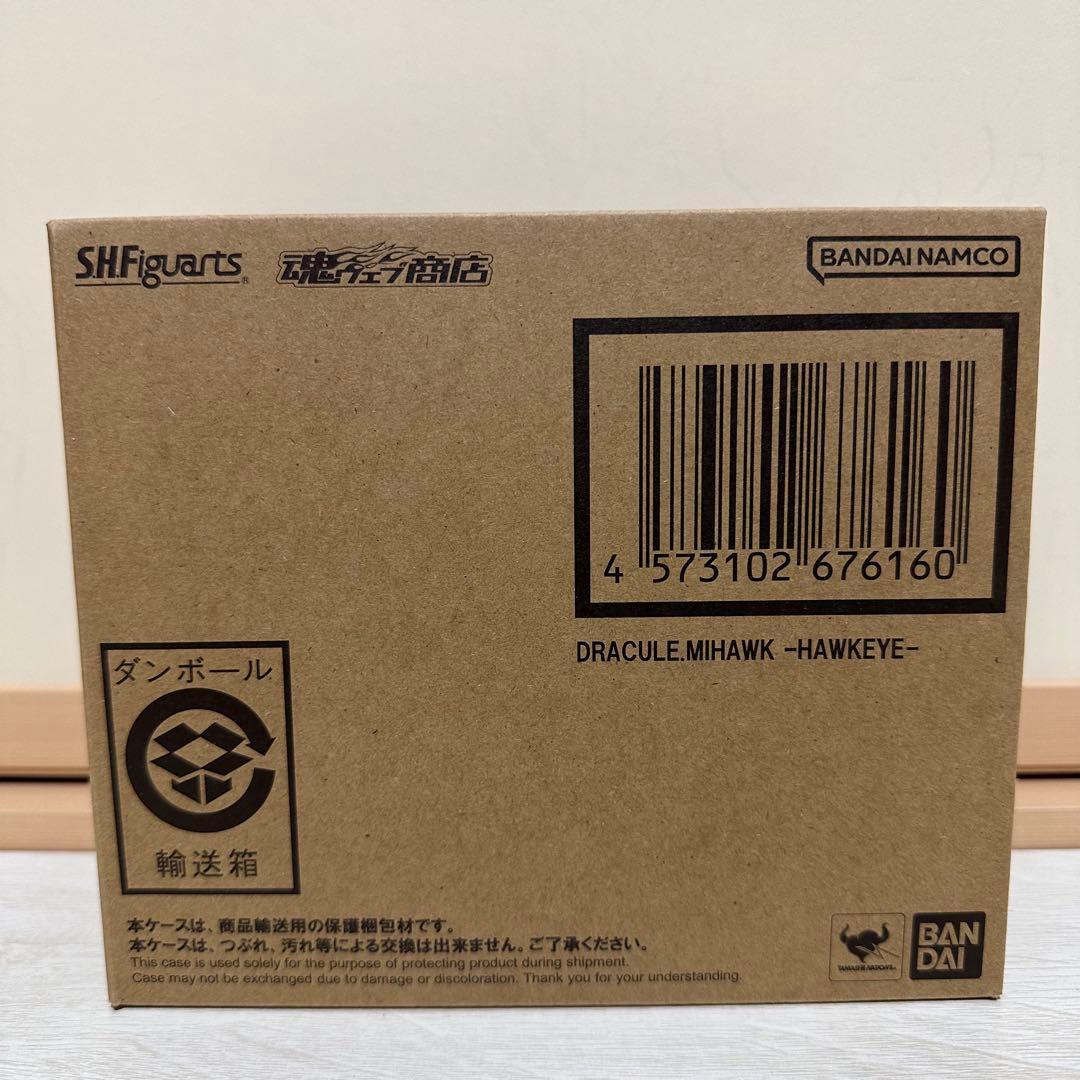 S.H.Figuarts®
魂ウェブ商店
BANDAI NAMCO
4 573102 676160
DRACULE.MIHAWK -HAWKEYE-
ダンボール
輸送箱
本ケースは、商品輸送用の保護梱包材です。
本ケースは、つぶれ、汚れ等による交換は出来ません。ご了承ください。
This case is used solely for the purpose of protecting product during shipment.
Case may not be exchanged due to damage or discoloration. Thank you for your understanding.
TAMASHII NATIONS
BAN
DAI